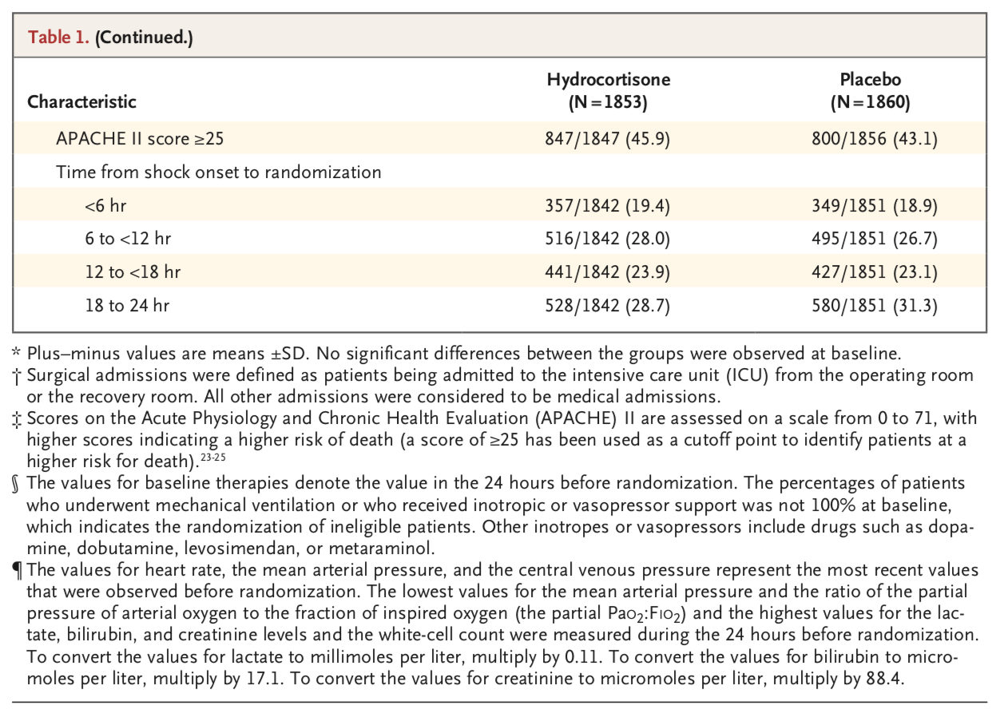 Table 1. (Continued.)
Characteristic Hydrocortisone (N=1853) Placebo (N=1860)
APACHE II score ≥25 847/1847 (45.9) 800/1856 (43.1)
Time from shock onset to randomization
<6 hr 357/1842 (19.4) 349/1851 (18.9)
6 to <12 hr 516/1842 (28.0) 495/1851 (26.7)
12 to <18 hr 441/1842 (23.9) 427/1851 (23.1)
18 to 24 hr 528/1842 (28.7) 580/1851 (31.3)
* Plus–minus values are means ±SD. No significant differences between the groups were observed at baseline.
† Surgical admissions were defined as patients being admitted to the intensive care unit (ICU) from the operating room
or the recovery room. All other admissions were considered to be medical admissions.
‡ Scores on the Acute Physiology and Chronic Health Evaluation (APACHE) II are assessed on a scale from 0 to 71, with
higher scores indicating a higher risk of death (a score of ≥25 has been used as a cutoff point to identify patients at a
higher risk for death).23-25
§ The values for baseline therapies denote the value in the 24 hours before randomization. The percentages of patients
who underwent mechanical ventilation or who received inotropic or vasopressor support was not 100% at baseline,
which indicates the randomization of ineligible patients. Other inotropes or vasopressors include drugs such as dopa-
mine, dobutamine, levosimendan, or metaraminol.
¶ The values for heart rate, the mean arterial pressure, and the central venous pressure represent the most recent values
that were observed before randomization. The lowest values for the mean arterial pressure and the ratio of the partial
pressure of arterial oxygen to the fraction of inspired oxygen (the partial PaO2:FIO2) and the highest values for the lac-
tate, bilirubin, and creatinine levels and the white-cell count were measured during the 24 hours before randomization.
To convert the values for lactate to millimoles per liter, multiply by 0.11. To convert the values for bilirubin to micro-
moles per liter, multiply by 17.1. To convert the values for creatinine to micromoles per liter, multiply by 88.4.